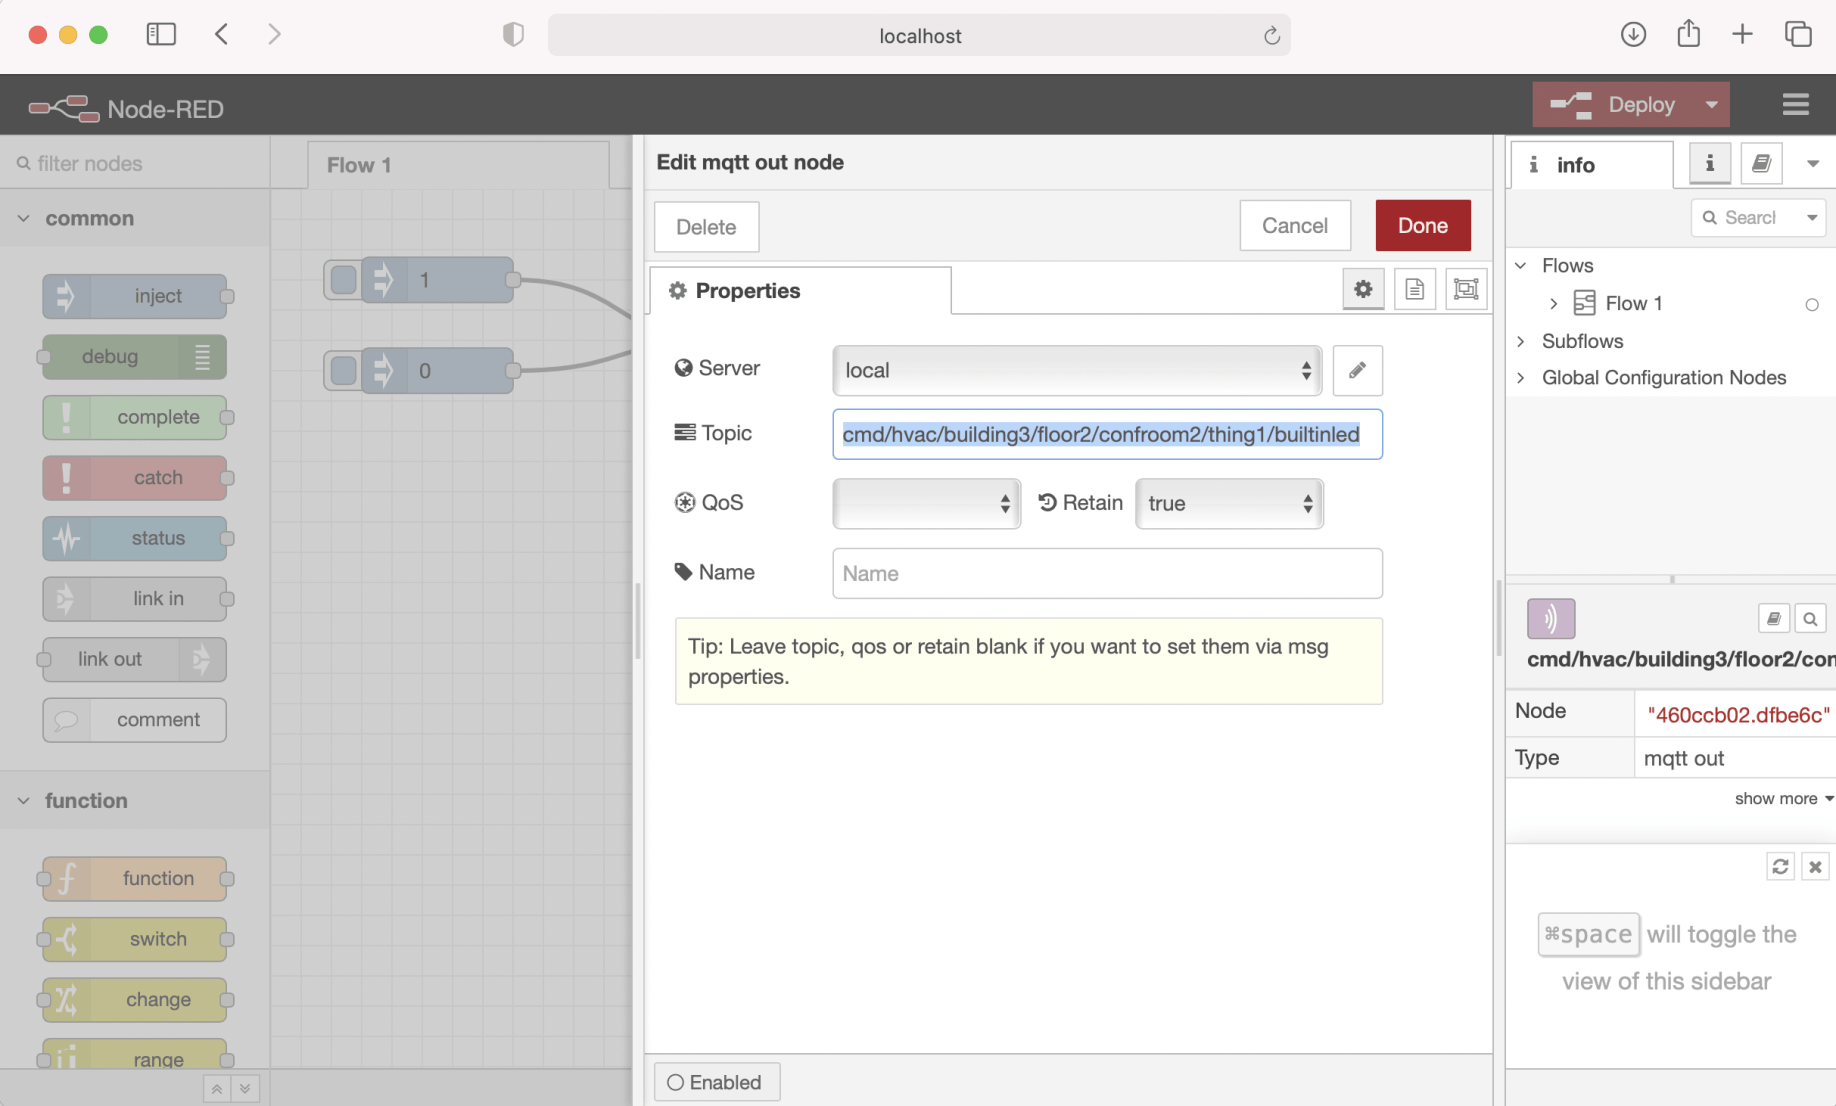 localhost
Node-RED
Deploy
filter nodes
common
inject
debug
complete
catch
status
link in
link out
comment
function
function
switch
change
range
Flow 1
1
0
Edit mqtt out node
Delete
Cancel
Done
Properties
Server
local
Topic
cmd/hvac/building3/floor2/confroom2/thing1/builtinled
QoS
Retain
true
Name
Name
Tip: Leave topic, qos or retain blank if you want to set them via msg
properties.
Enabled
info
Flows
Flow 1
Subflows
Global Configuration Nodes
cmd/hvac/building3/floor2/con
Node
"460ccb02.dfbe6c"
Type
mqtt out
show more
⌘space will toggle the
view of this sidebar